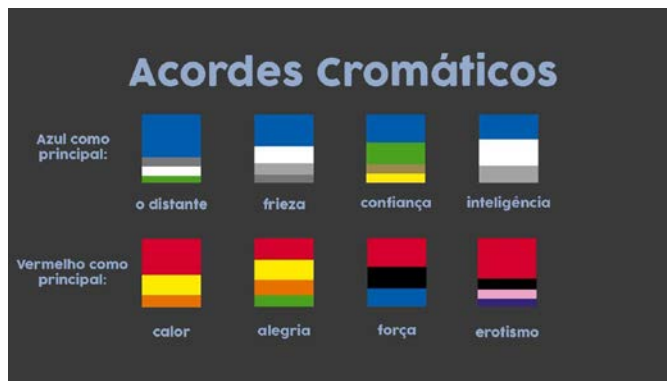 Acordes Cromáticos
Azul como
principal:
o distante
frieza
confiança
inteligência
Vermelho como
principal:
calor
alegria
força
erotismo